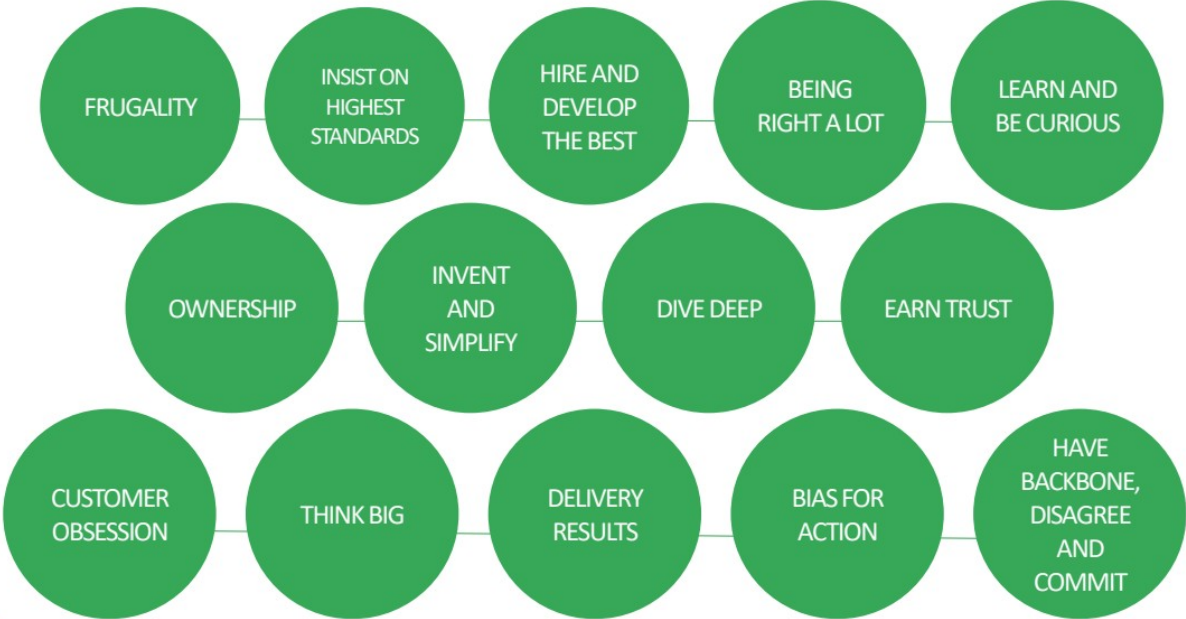 FRUGALITY
INSIST ON
HIGHEST
STANDARDS
HIRE AND
DEVELOP
THE BEST
BEING
RIGHT A LOT
LEARN AND
BE CURIOUS
OWNERSHIP
INVENT
AND
SIMPLIFY
DIVE DEEP
EARN TRUST
CUSTOMER
OBSESSION
THINK BIG
DELIVERY
RESULTS
BIAS FOR
ACTION
HAVE
BACKBONE,
DISAGREE
AND
COMMIT